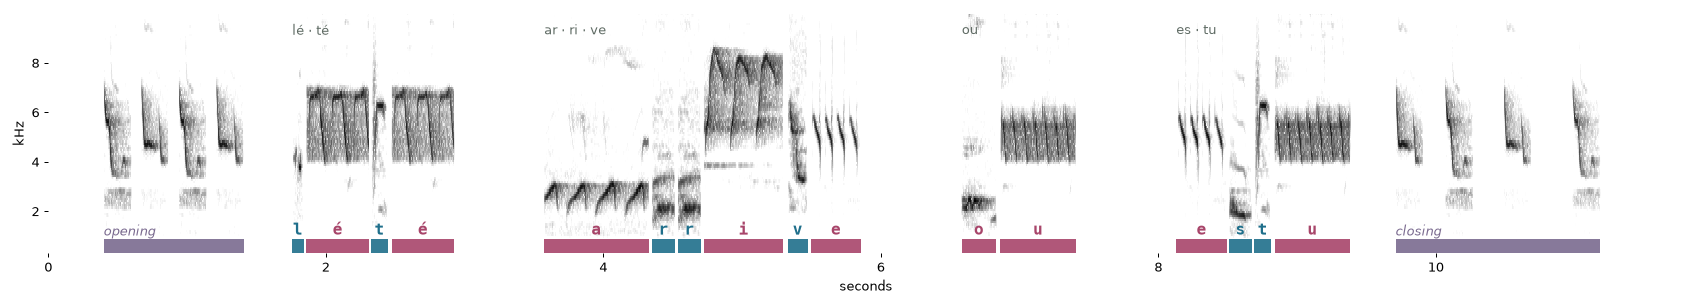 lé · té ar · ri · ve ou es · tu
8
6
4
2
kHz
opening l é t é a r r i v e o u e s t u closing
0 2 4 6 8 10
seconds